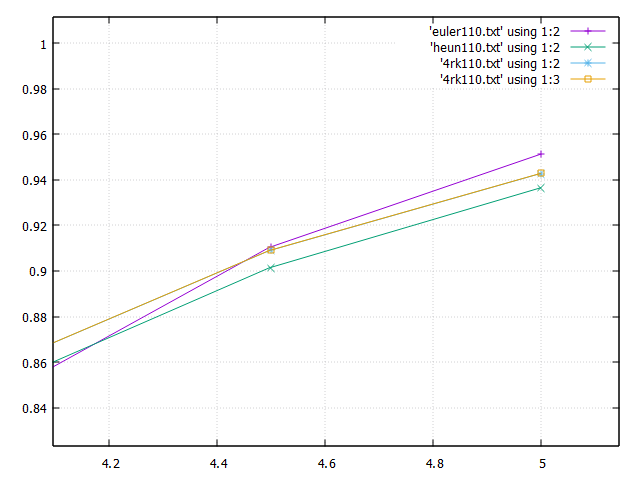 'euler110.txt' using 1:2
'heun110.txt' using 1:2
'4rk110.txt' using 1:2
'4rk110.txt' using 1:3
1
0.98
0.96
0.94
0.92
0.9
0.88
0.86
0.84
4.2 4.4 4.6 4.8 5